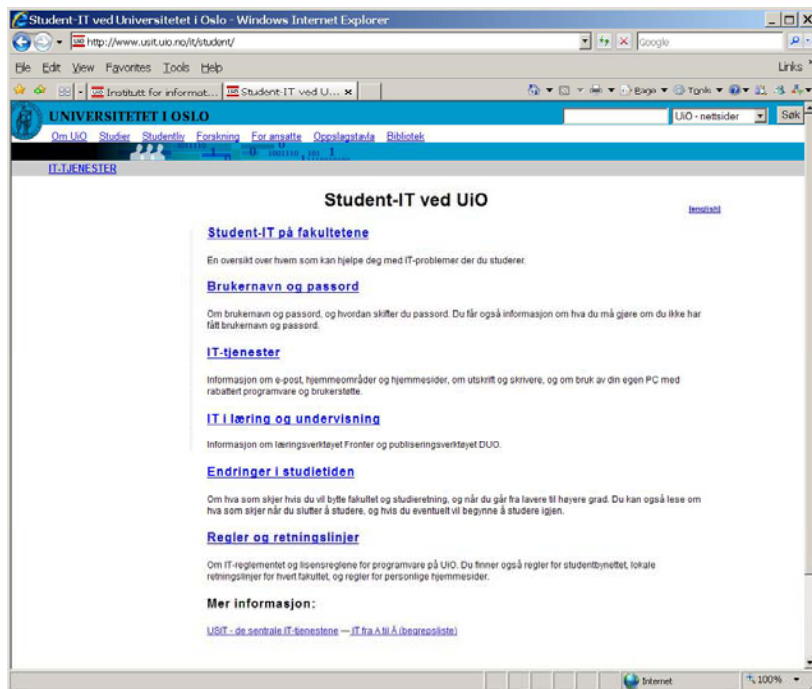 Student-IT ved Universitetet i Oslo - Windows Internet Explorer
http://www.usit.uio.no/it/student/
Google
File Edit View Favorites Tools Help
Links
Institutt for informat...
Student-IT ved U...
Page
Tools
UNIVERSITETET I OSLO
UiO - nettsider
Søk
Om UiO Studier Studentliv Forskning For ansatte Oppslagstavla Bibliotek
IT-TJENESTER
Student-IT ved UiO
[english]
Student-IT på fakultetene
En oversikt over hvem som kan hjelpe deg med IT-problemer der du studerer.
Brukernavn og passord
Om brukernavn og passord, og hvordan skifter du passord. Du får også informasjon om hva du må gjøre om du ikke har
fått brukernavn og passord.
IT-tjenester
Informasjon om e-post, hjemmeområder og hjemmesider, om utskrift og skrivere, og om bruk av din egen PC med
rabattert programvare og brukerstøtte.
IT i læring og undervisning
Informasjon om læringsverktøyet Fronter og publiseringsverktøyet DUO.
Endringer i studietiden
Om hva som skjer hvis du vil bytte fakultet og studieretning, og når du går fra lavere til høyere grad. Du kan også lese om
hva som skjer når du slutter å studere, og hvis du eventuelt vil begynne å studere igjen.
Regler og retningslinjer
Om IT-reglementet og lisensreglene for programvare på UiO. Du finner også regler for studentbynettet, lokale
retningslinjer for hvert fakultet, og regler for personlige hjemmesider.
Mer informasjon:
USIT - de sentrale IT-tjenestene — IT fra A til Å (begrepsliste)
Internet
100%